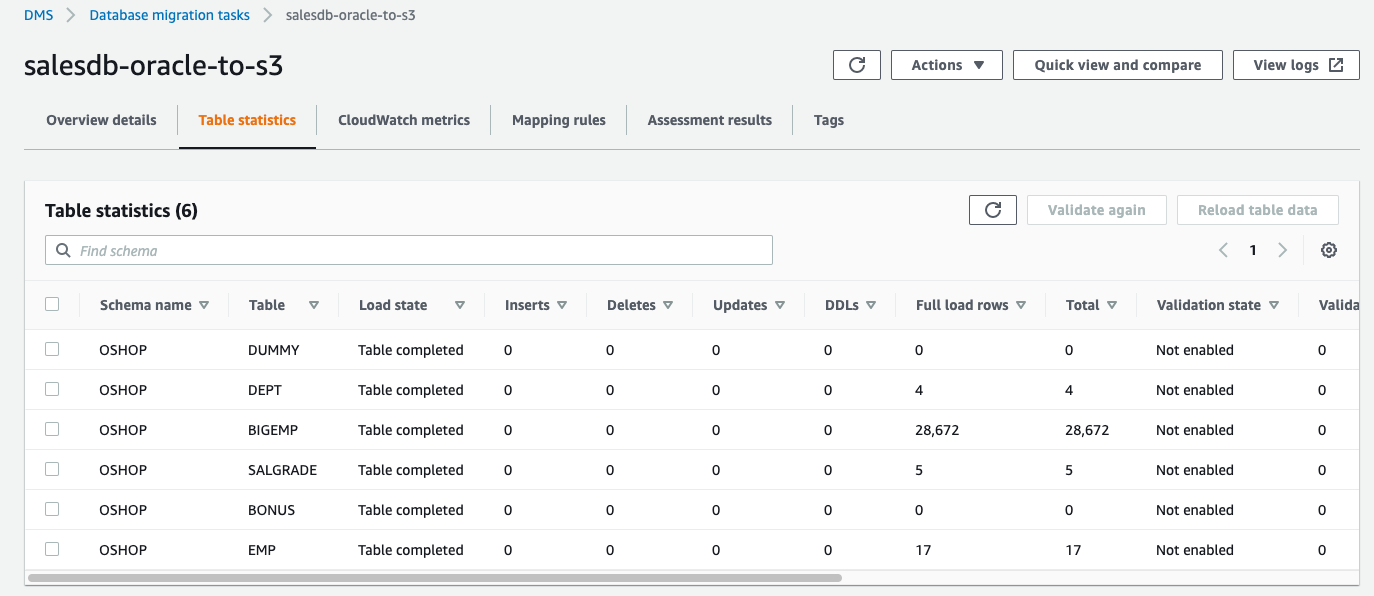 DMS > Database migration tasks > salesdb-oracle-to-s3
salesdb-oracle-to-s3
Actions Quick view and compare View logs
Overview details Table statistics CloudWatch metrics Mapping rules Assessment results Tags
Table statistics (6)
Validate again Reload table data
Find schema
1
Schema name Table Load state Inserts Deletes Updates DDLs Full load rows Total Validation state Valida
OSHOP DUMMY Table completed 0 0 0 0 0 0 Not enabled 0
OSHOP DEPT Table completed 0 0 0 0 4 4 Not enabled 0
OSHOP BIGEMP Table completed 0 0 0 0 28,672 28,672 Not enabled 0
OSHOP SALGRADE Table completed 0 0 0 0 5 5 Not enabled 0
OSHOP BONUS Table completed 0 0 0 0 0 0 Not enabled 0
OSHOP EMP Table completed 0 0 0 0 17 17 Not enabled 0